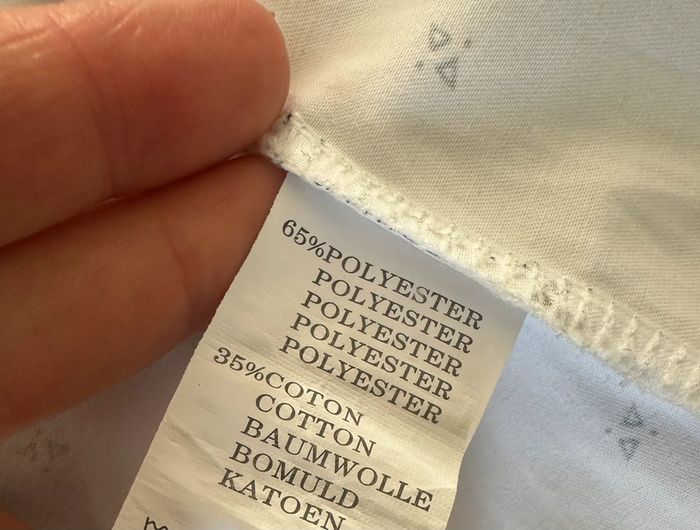 65%POLYESTER
POLYESTER
POLYESTER
POLYESTER
POLYESTER
35%COTON
COTTON
BAUMWOLLE
BOMULD
KATOEN